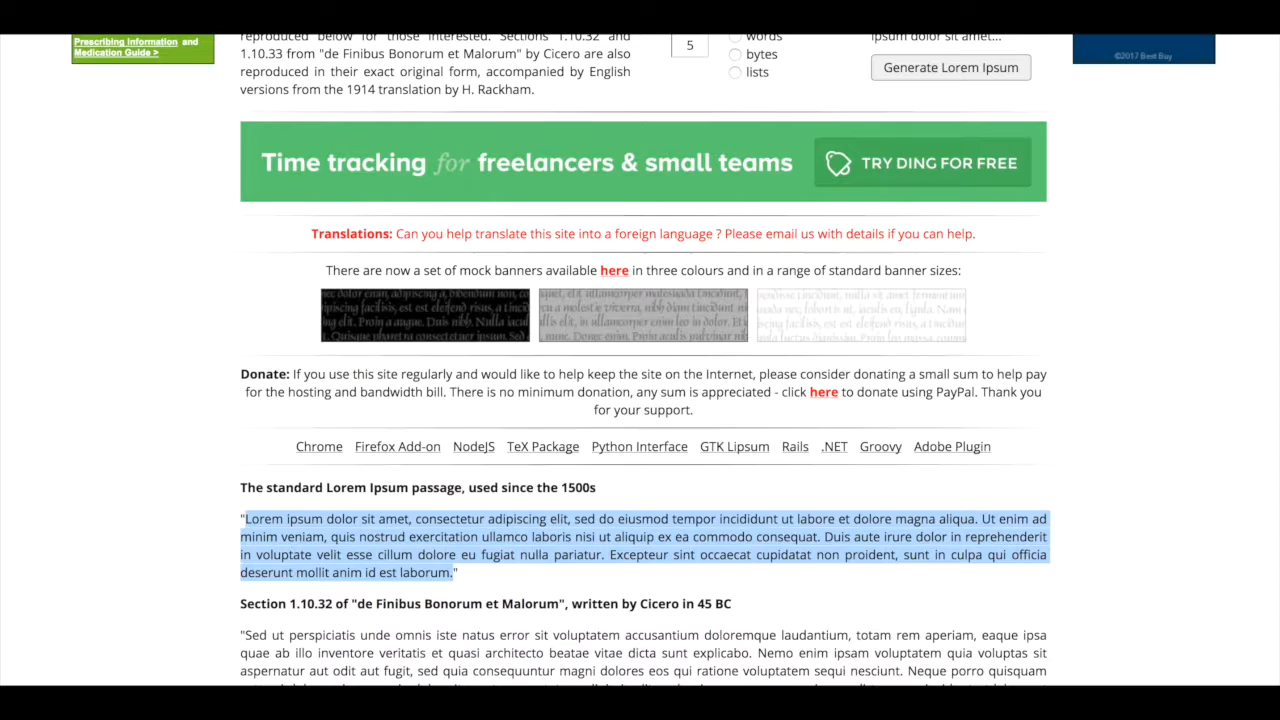 Prescribing Information and
Medication Guide >
reproduced below for those interested. Sections 1.10.32 and
1.10.33 from "de Finibus Bonorum et Malorum" by Cicero are also
reproduced in their exact original form, accompanied by English
versions from the 1914 translation by H. Rackham.
5
words
bytes
lists
ipsum dolor sit amet...
Generate Lorem Ipsum
©2017 Best Buy
Time tracking for freelancers & small teams
TRY DING FOR FREE
Translations: Can you help translate this site into a foreign language ? Please email us with details if you can help.
There are now a set of mock banners available here in three colours and in a range of standard banner sizes:
Donate: If you use this site regularly and would like to help keep the site on the Internet, please consider donating a small sum to help pay
for the hosting and bandwidth bill. There is no minimum donation, any sum is appreciated - click here to donate using PayPal. Thank you
for your support.
Chrome Firefox Add-on NodeJS TeX Package Python Interface GTK Lipsum Rails .NET Groovy Adobe Plugin
The standard Lorem Ipsum passage, used since the 1500s
"Lorem ipsum dolor sit amet, consectetur adipiscing elit, sed do eiusmod tempor incididunt ut labore et dolore magna aliqua. Ut enim ad
minim veniam, quis nostrud exercitation ullamco laboris nisi ut aliquip ex ea commodo consequat. Duis aute irure dolor in reprehenderit
in voluptate velit esse cillum dolore eu fugiat nulla pariatur. Excepteur sint occaecat cupidatat non proident, sunt in culpa qui officia
deserunt mollit anim id est laborum."
Section 1.10.32 of "de Finibus Bonorum et Malorum", written by Cicero in 45 BC
"Sed ut perspiciatis unde omnis iste natus error sit voluptatem accusantium doloremque laudantium, totam rem aperiam, eaque ipsa
quae ab illo inventore veritatis et quasi architecto beatae vitae dicta sunt explicabo. Nemo enim ipsam voluptatem quia voluptas sit
aspernatur aut odit aut fugit, sed quia consequuntur magni dolores eos qui ratione voluptatem sequi nesciunt. Neque porro quisquam